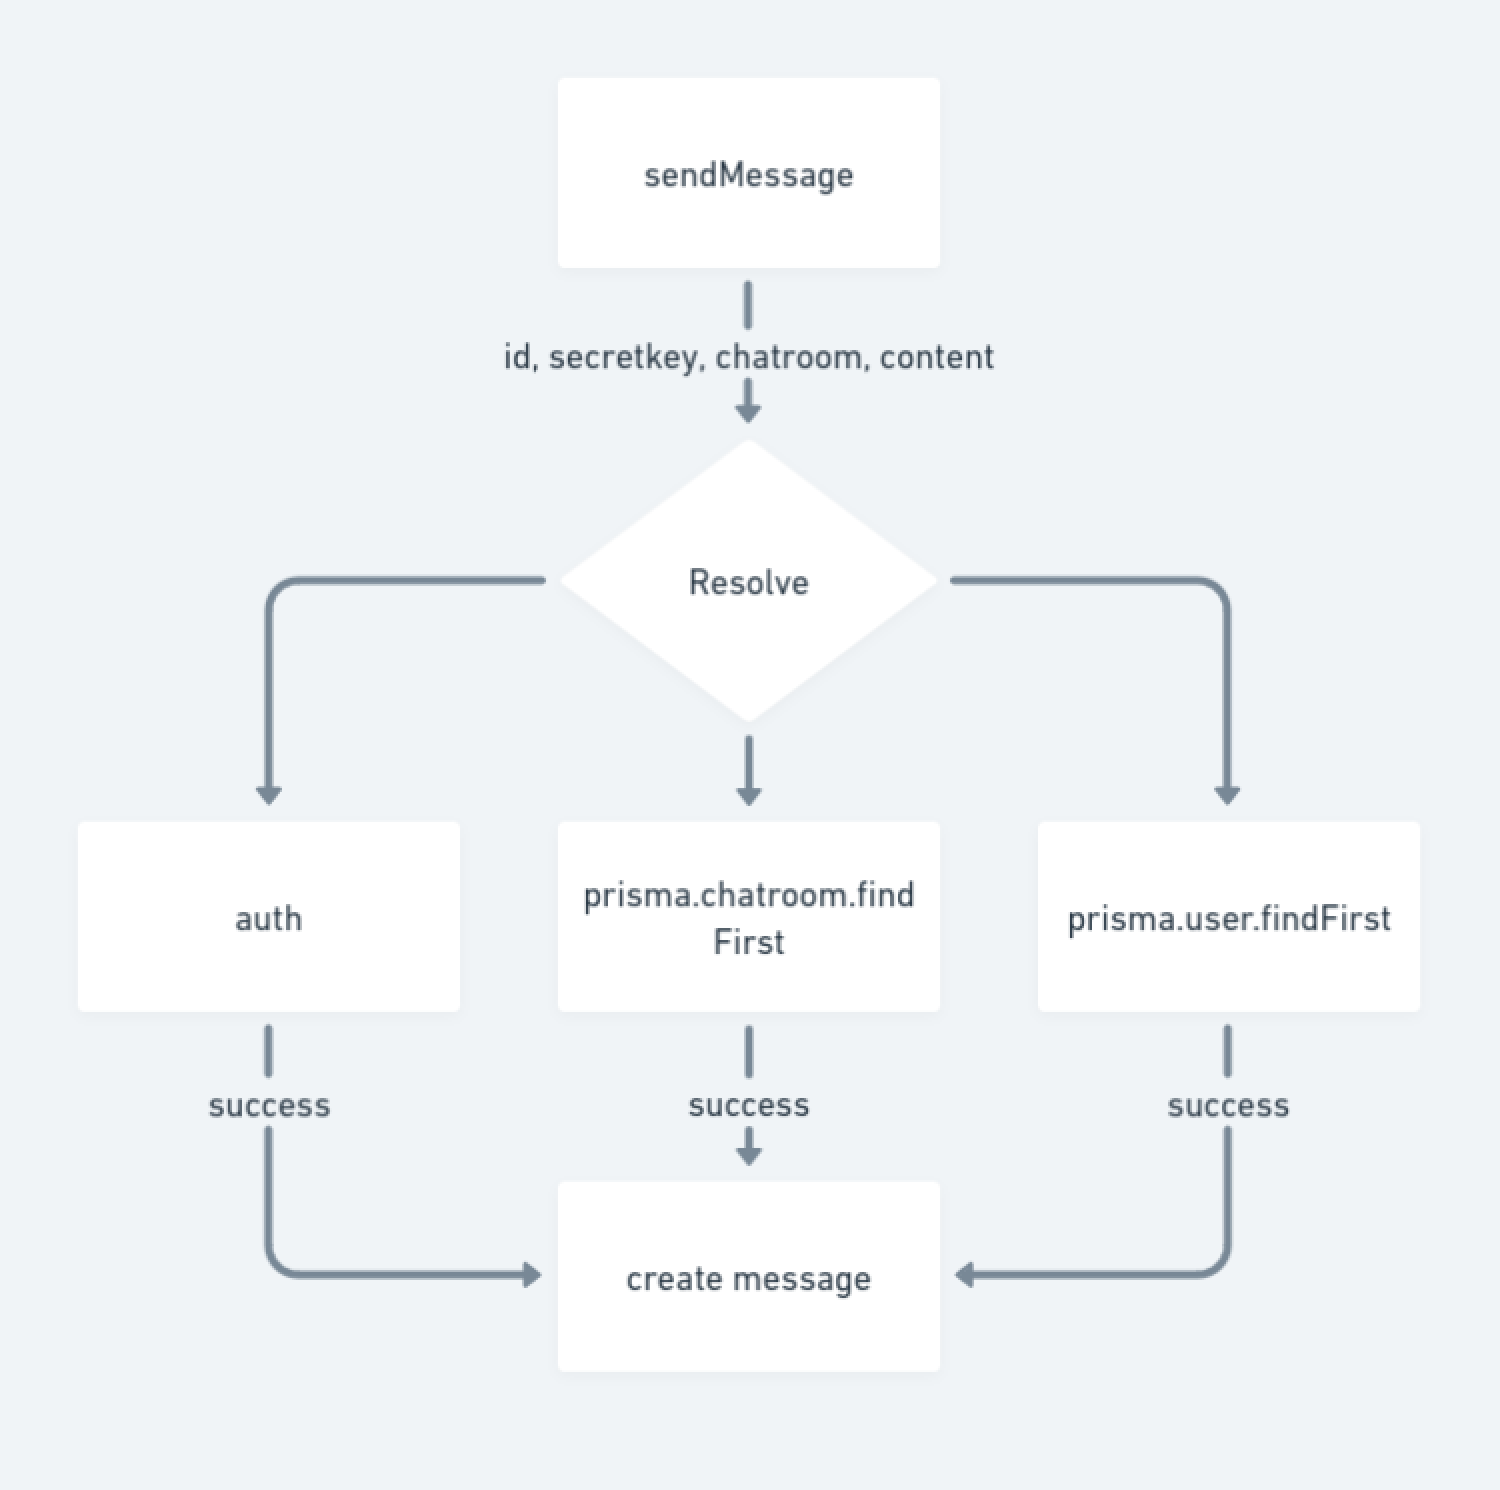 sendMessage
id, secretkey, chatroom, content
Resolve
auth
prisma.chatroom.find
First
prisma.user.findFirst
success
success
success
create message